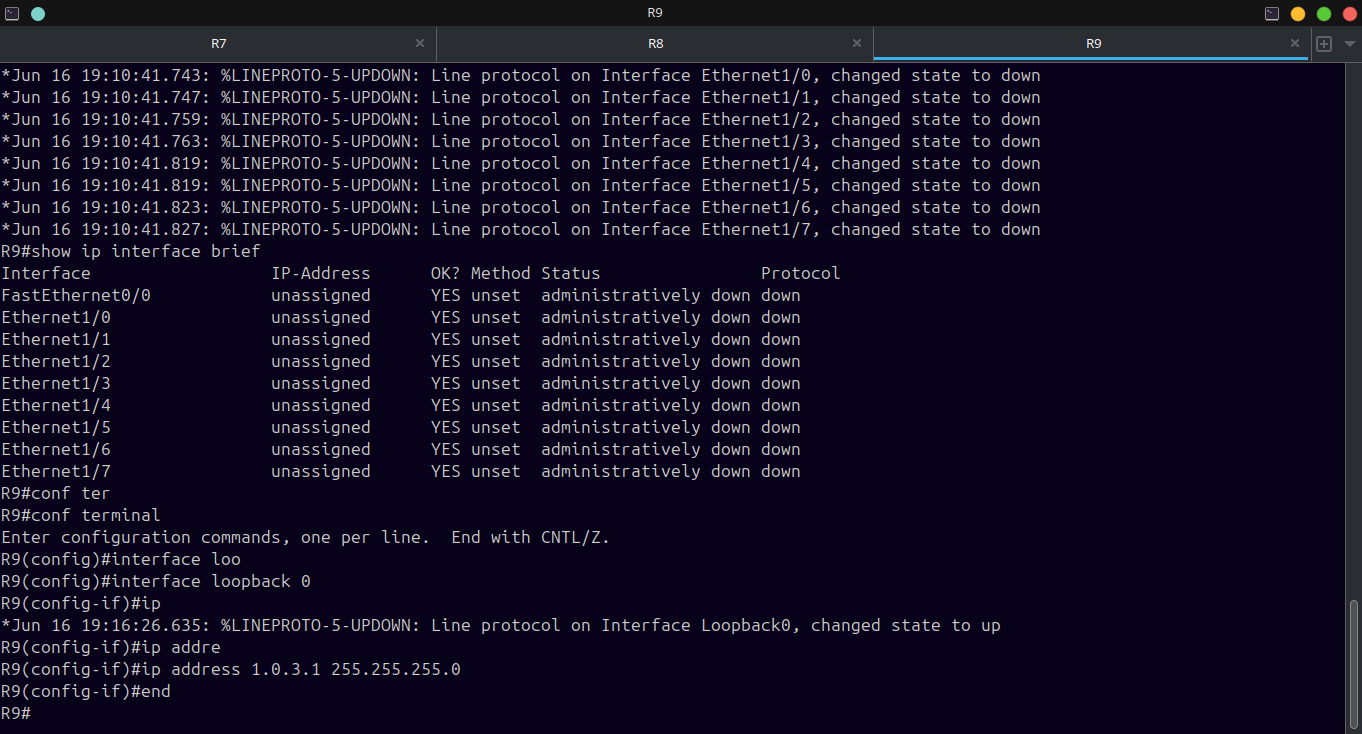 R9
R7
R8
R9
*Jun 16 19:10:41.743: %LINEPROTO-5-UPDOWN: Line protocol on Interface Ethernet1/0, changed state to down
*Jun 16 19:10:41.747: %LINEPROTO-5-UPDOWN: Line protocol on Interface Ethernet1/1, changed state to down
*Jun 16 19:10:41.759: %LINEPROTO-5-UPDOWN: Line protocol on Interface Ethernet1/2, changed state to down
*Jun 16 19:10:41.763: %LINEPROTO-5-UPDOWN: Line protocol on Interface Ethernet1/3, changed state to down
*Jun 16 19:10:41.819: %LINEPROTO-5-UPDOWN: Line protocol on Interface Ethernet1/4, changed state to down
*Jun 16 19:10:41.819: %LINEPROTO-5-UPDOWN: Line protocol on Interface Ethernet1/5, changed state to down
*Jun 16 19:10:41.823: %LINEPROTO-5-UPDOWN: Line protocol on Interface Ethernet1/6, changed state to down
*Jun 16 19:10:41.827: %LINEPROTO-5-UPDOWN: Line protocol on Interface Ethernet1/7, changed state to down
R9#show ip interface brief
Interface                  IP-Address      OK? Method Status                Protocol
FastEthernet0/0            unassigned      YES unset  administratively down down
Ethernet1/0                unassigned      YES unset  administratively down down
Ethernet1/1                unassigned      YES unset  administratively down down
Ethernet1/2                unassigned      YES unset  administratively down down
Ethernet1/3                unassigned      YES unset  administratively down down
Ethernet1/4                unassigned      YES unset  administratively down down
Ethernet1/5                unassigned      YES unset  administratively down down
Ethernet1/6                unassigned      YES unset  administratively down down
Ethernet1/7                unassigned      YES unset  administratively down down
R9#conf ter
R9#conf terminal
Enter configuration commands, one per line.  End with CNTL/Z.
R9(config)#interface loo
R9(config)#interface loopback 0
R9(config-if)#ip
*Jun 16 19:16:26.635: %LINEPROTO-5-UPDOWN: Line protocol on Interface Loopback0, changed state to up
R9(config-if)#ip addre
R9(config-if)#ip address 1.0.3.1 255.255.255.0
R9(config-if)#end
R9#